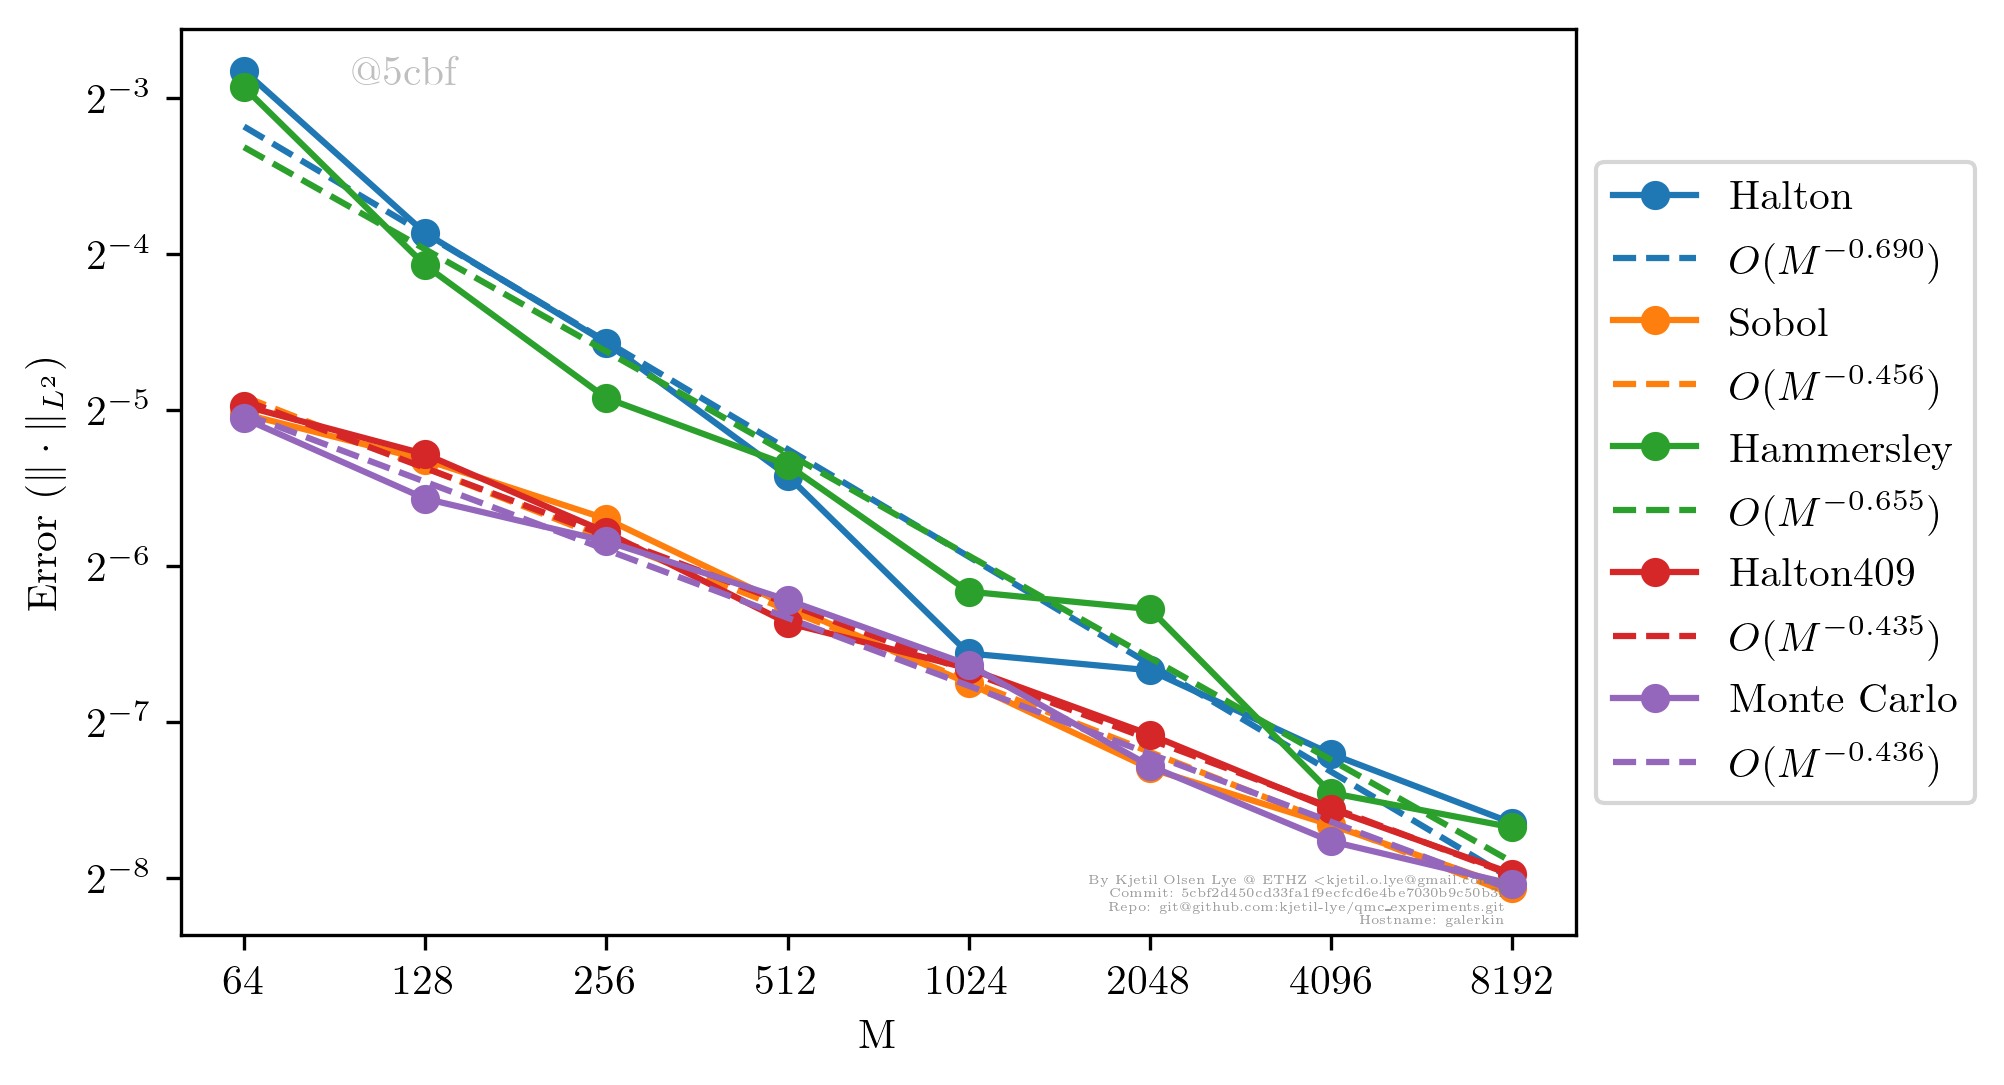 @5cbf
2^{-3}
2^{-4}
2^{-5}
2^{-6}
2^{-7}
2^{-8}
Error (‖ · ‖_{L^2})
64 128 256 512 1024 2048 4096 8192
M
By Kjetil Olsen Lye @ ETHZ <kjetil.o.lye@gmail.
Commit:
Repo: git@github.com:kjetil-lye/qmc_experiments.git
Hostname: galerkin
Halton
O(M^{-0.690})
Sobol
O(M^{-0.456})
Hammersley
O(M^{-0.655})
Halton409
O(M^{-0.435})
Monte Carlo
O(M^{-0.436})